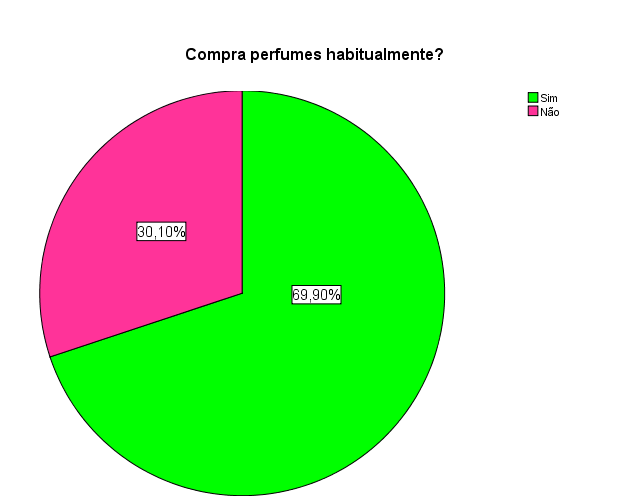 Compra perfumes habitualmente?
Sim
Não
30,10%
69,90%